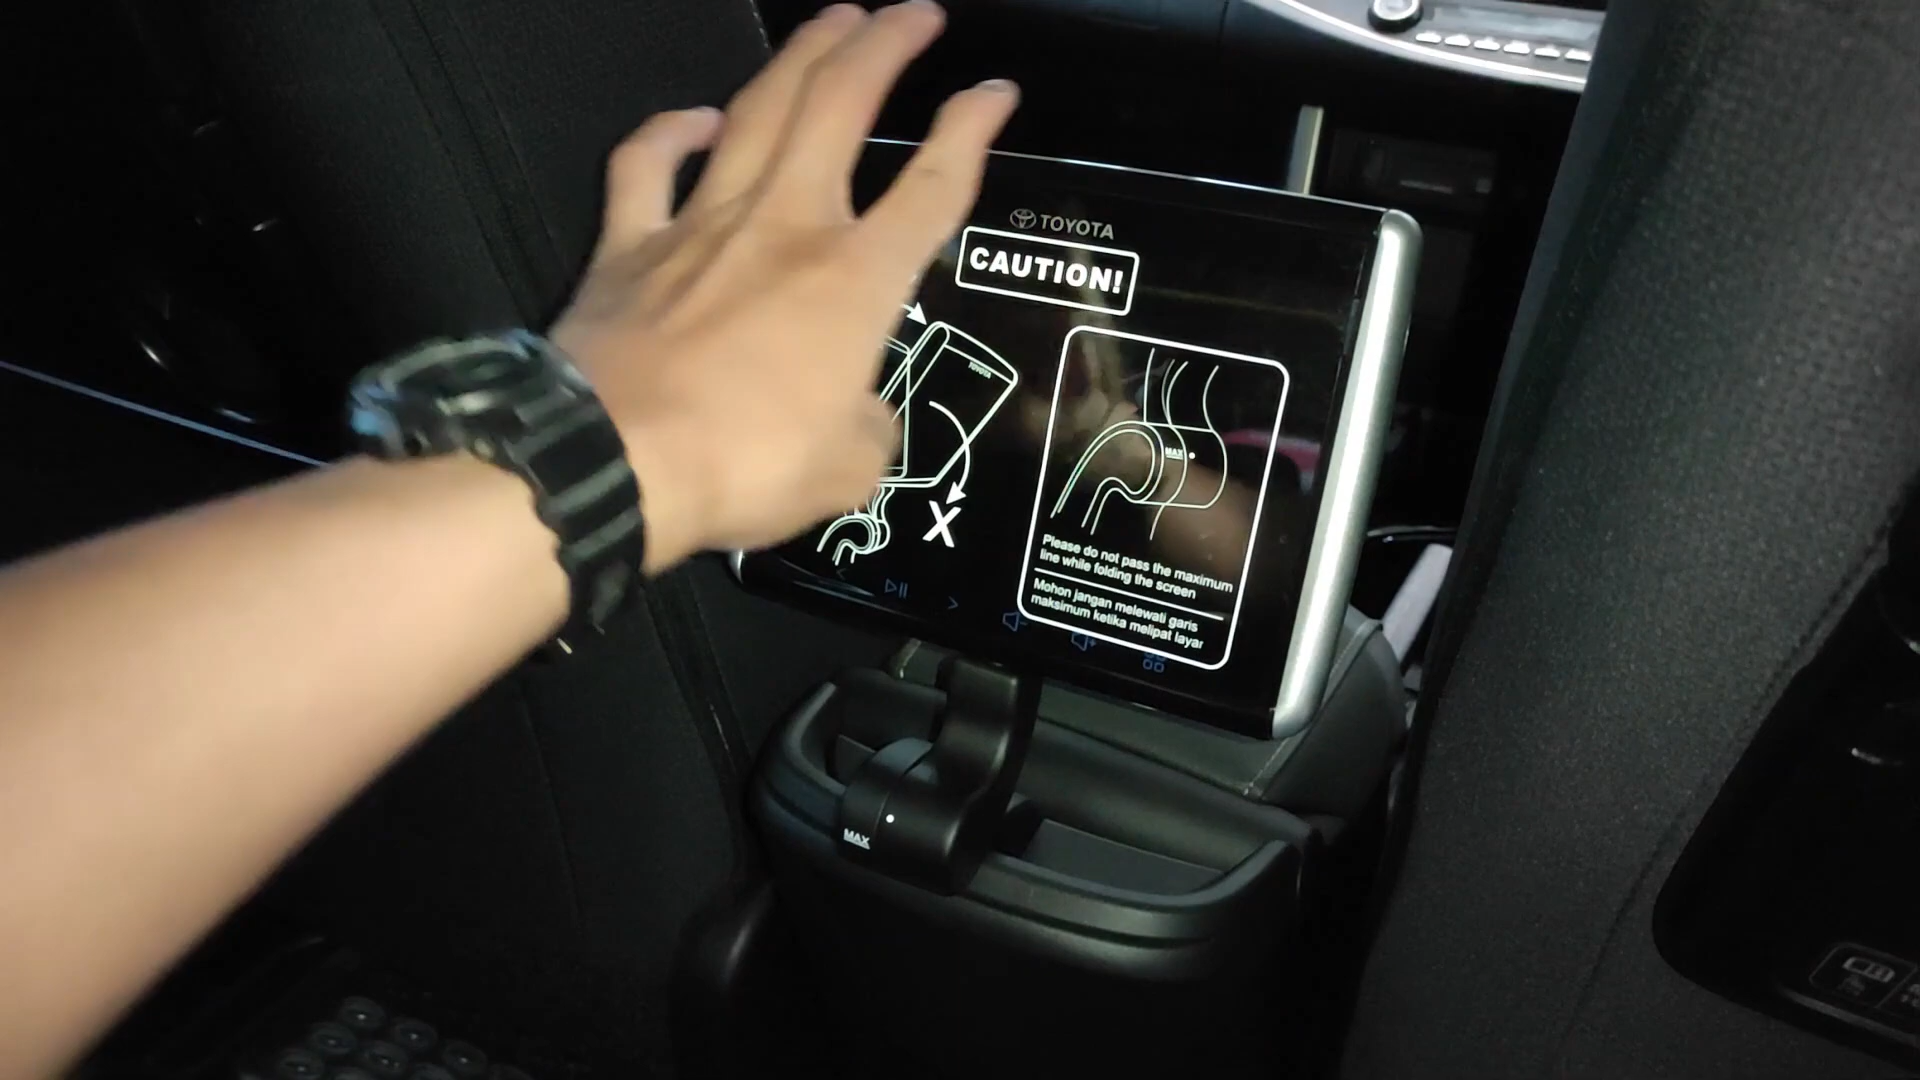 TOYOTA
CAUTION!
TOYOTA
X
MAX
Please do not pass the maximum
line while folding the screen
Mohon jangan melewati garis
maksimum ketika melipat layar
MAX